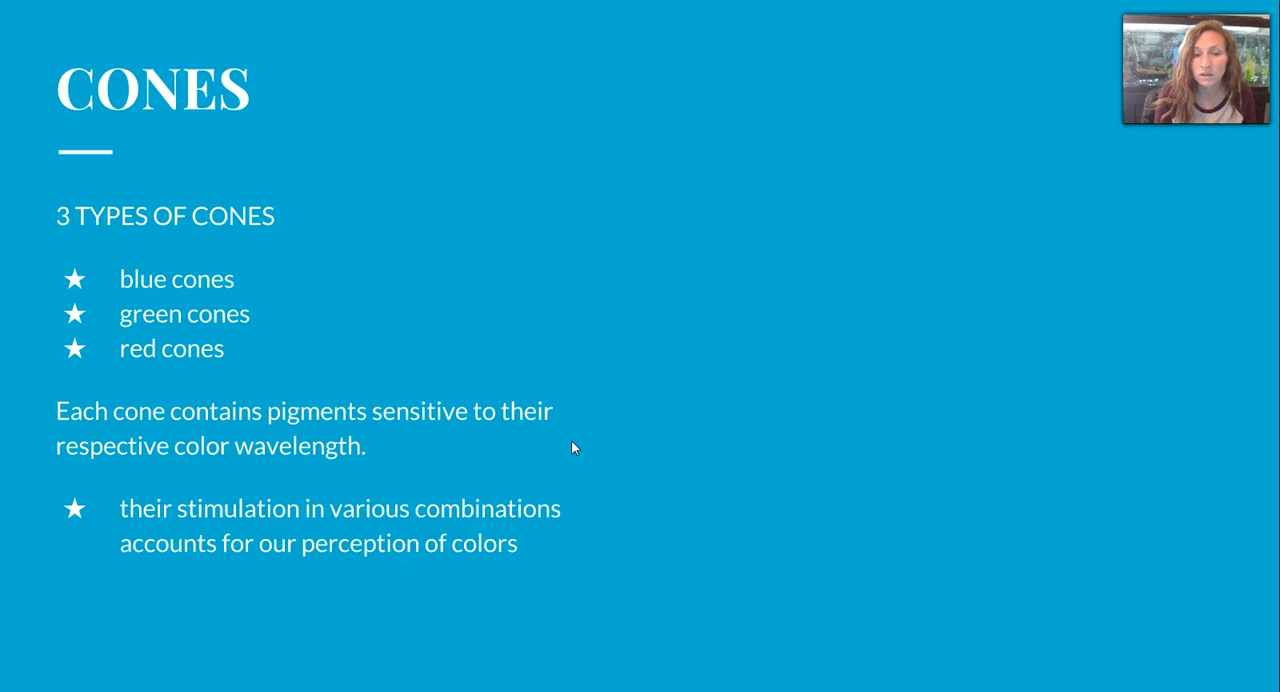 CONES
3 TYPES OF CONES
★ blue cones
★ green cones
★ red cones
Each cone contains pigments sensitive to their
respective color wavelength.
★ their stimulation in various combinations
accounts for our perception of colors